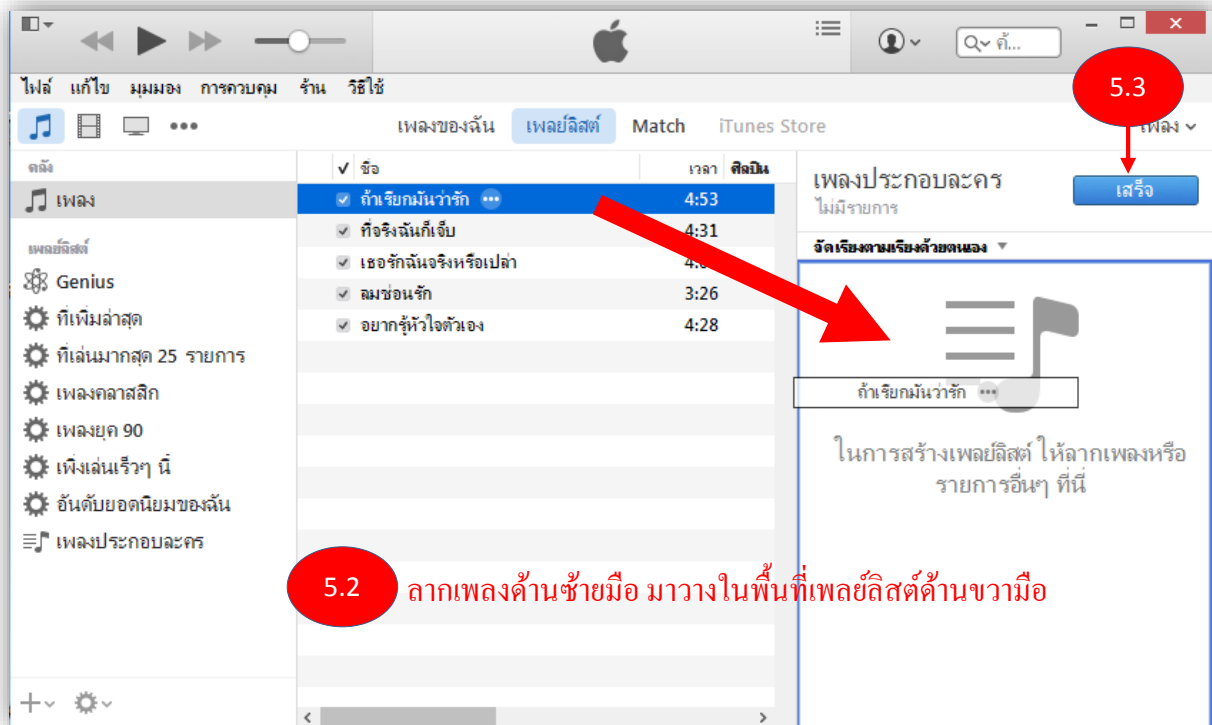 ค้...
5.3
ไฟล์ แก้ไข มุมมอง การควบคุม ร้าน วิธีใช้
เพลงของฉัน เพลย์ลิสต์ Match iTunes Store เพลง
คลัง
เพลง
เพลย์ลิสต์
Genius
ที่เพิ่มล่าสุด
ที่เล่นมากสุด 25 รายการ
เพลงคลาสสิก
เพลงยุค 90
เพิ่งเล่นเร็วๆ นี้
อันดับยอดนิยมของฉัน
เพลงประกอบละคร
✓ ชื่อ เวลา ศิลปิน
ถ้าเรียกมันว่ารัก 4:53
ที่จริงฉันก็เจ็บ 4:31
เธอรักฉันจริงหรือเปล่า
ลมซ่อนรัก 3:26
อยากรู้หัวใจตัวเอง 4:28
เพลงประกอบละคร เสร็จ
ไม่มีรายการ
จัดเรียงตามเรียงด้วยตนเอง
ถ้าเรียกมันว่ารัก
ในการสร้างเพลย์ลิสต์ ให้ลากเพลงหรือ
รายการอื่นๆ ที่นี่
5.2 ลากเพลงด้านซ้ายมือ มาวางในพื้นที่เพลย์ลิสต์ด้านขวามือ